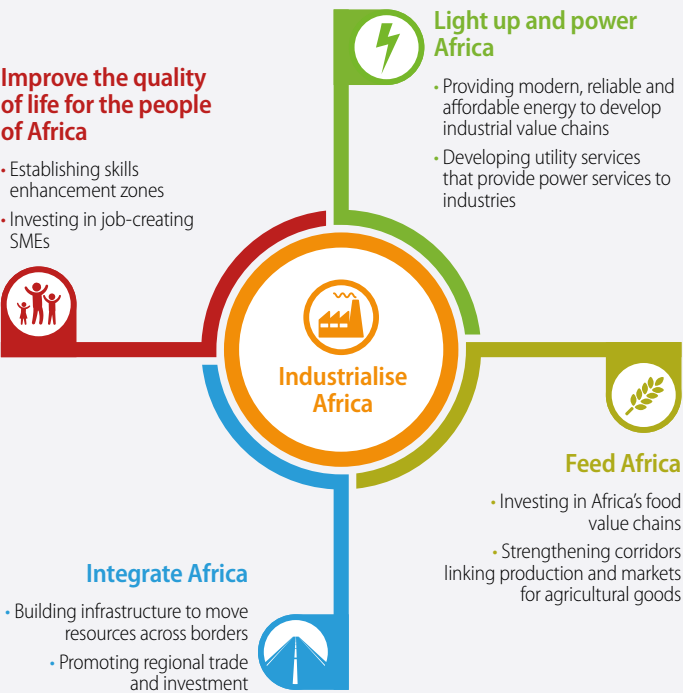 Light up and power
Africa
• Providing modern, reliable and
affordable energy to develop
industrial value chains
• Developing utility services
that provide power services to
industries
Improve the quality
of life for the people
of Africa
• Establishing skills
enhancement zones
• Investing in job-creating
SMEs
Industrialise
Africa
Feed Africa
• Investing in Africa’s food
value chains
• Strengthening corridors
linking production and markets
for agricultural goods
Integrate Africa
• Building infrastructure to move
resources across borders
• Promoting regional trade
and investment